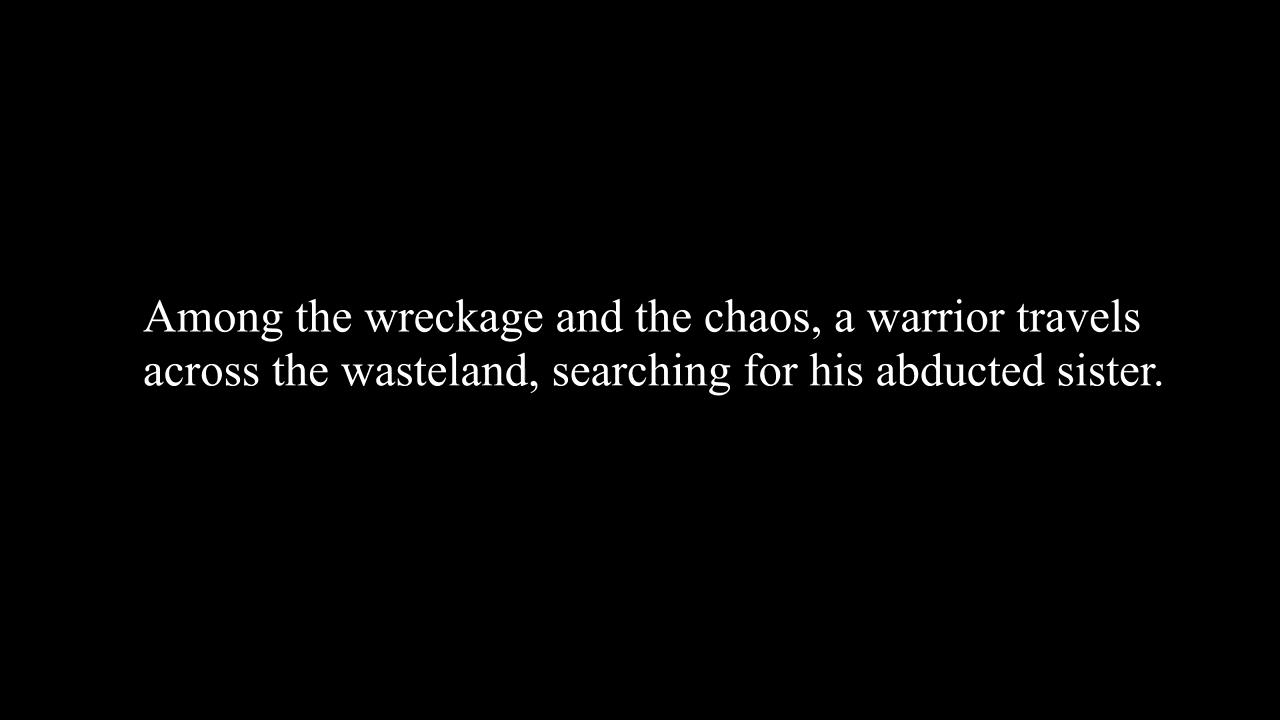 Among the wreckage and the chaos, a warrior travels
across the wasteland, searching for his abducted sister.